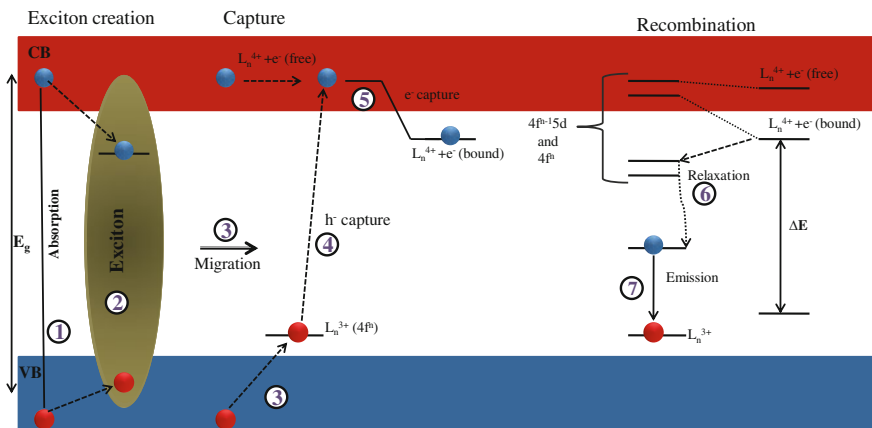 Exciton creation
Capture
Recombination
CB
Lₙ⁴⁺+e⁻ (free)
⑤
e⁻ capture
Lₙ⁴⁺+e⁻ (bound)
4fⁿ⁻¹5d
and
4fⁿ
Lₙ⁴⁺+e⁻ (free)
Lₙ⁴⁺+e⁻ (bound)
Relaxation
⑥
ΔE
E_g
Absorption
Exciton
①
②
③
Migration
h⁻ capture
④
Lₙ³⁺ (4fⁿ)
③
⑦
Emission
Lₙ³⁺
VB